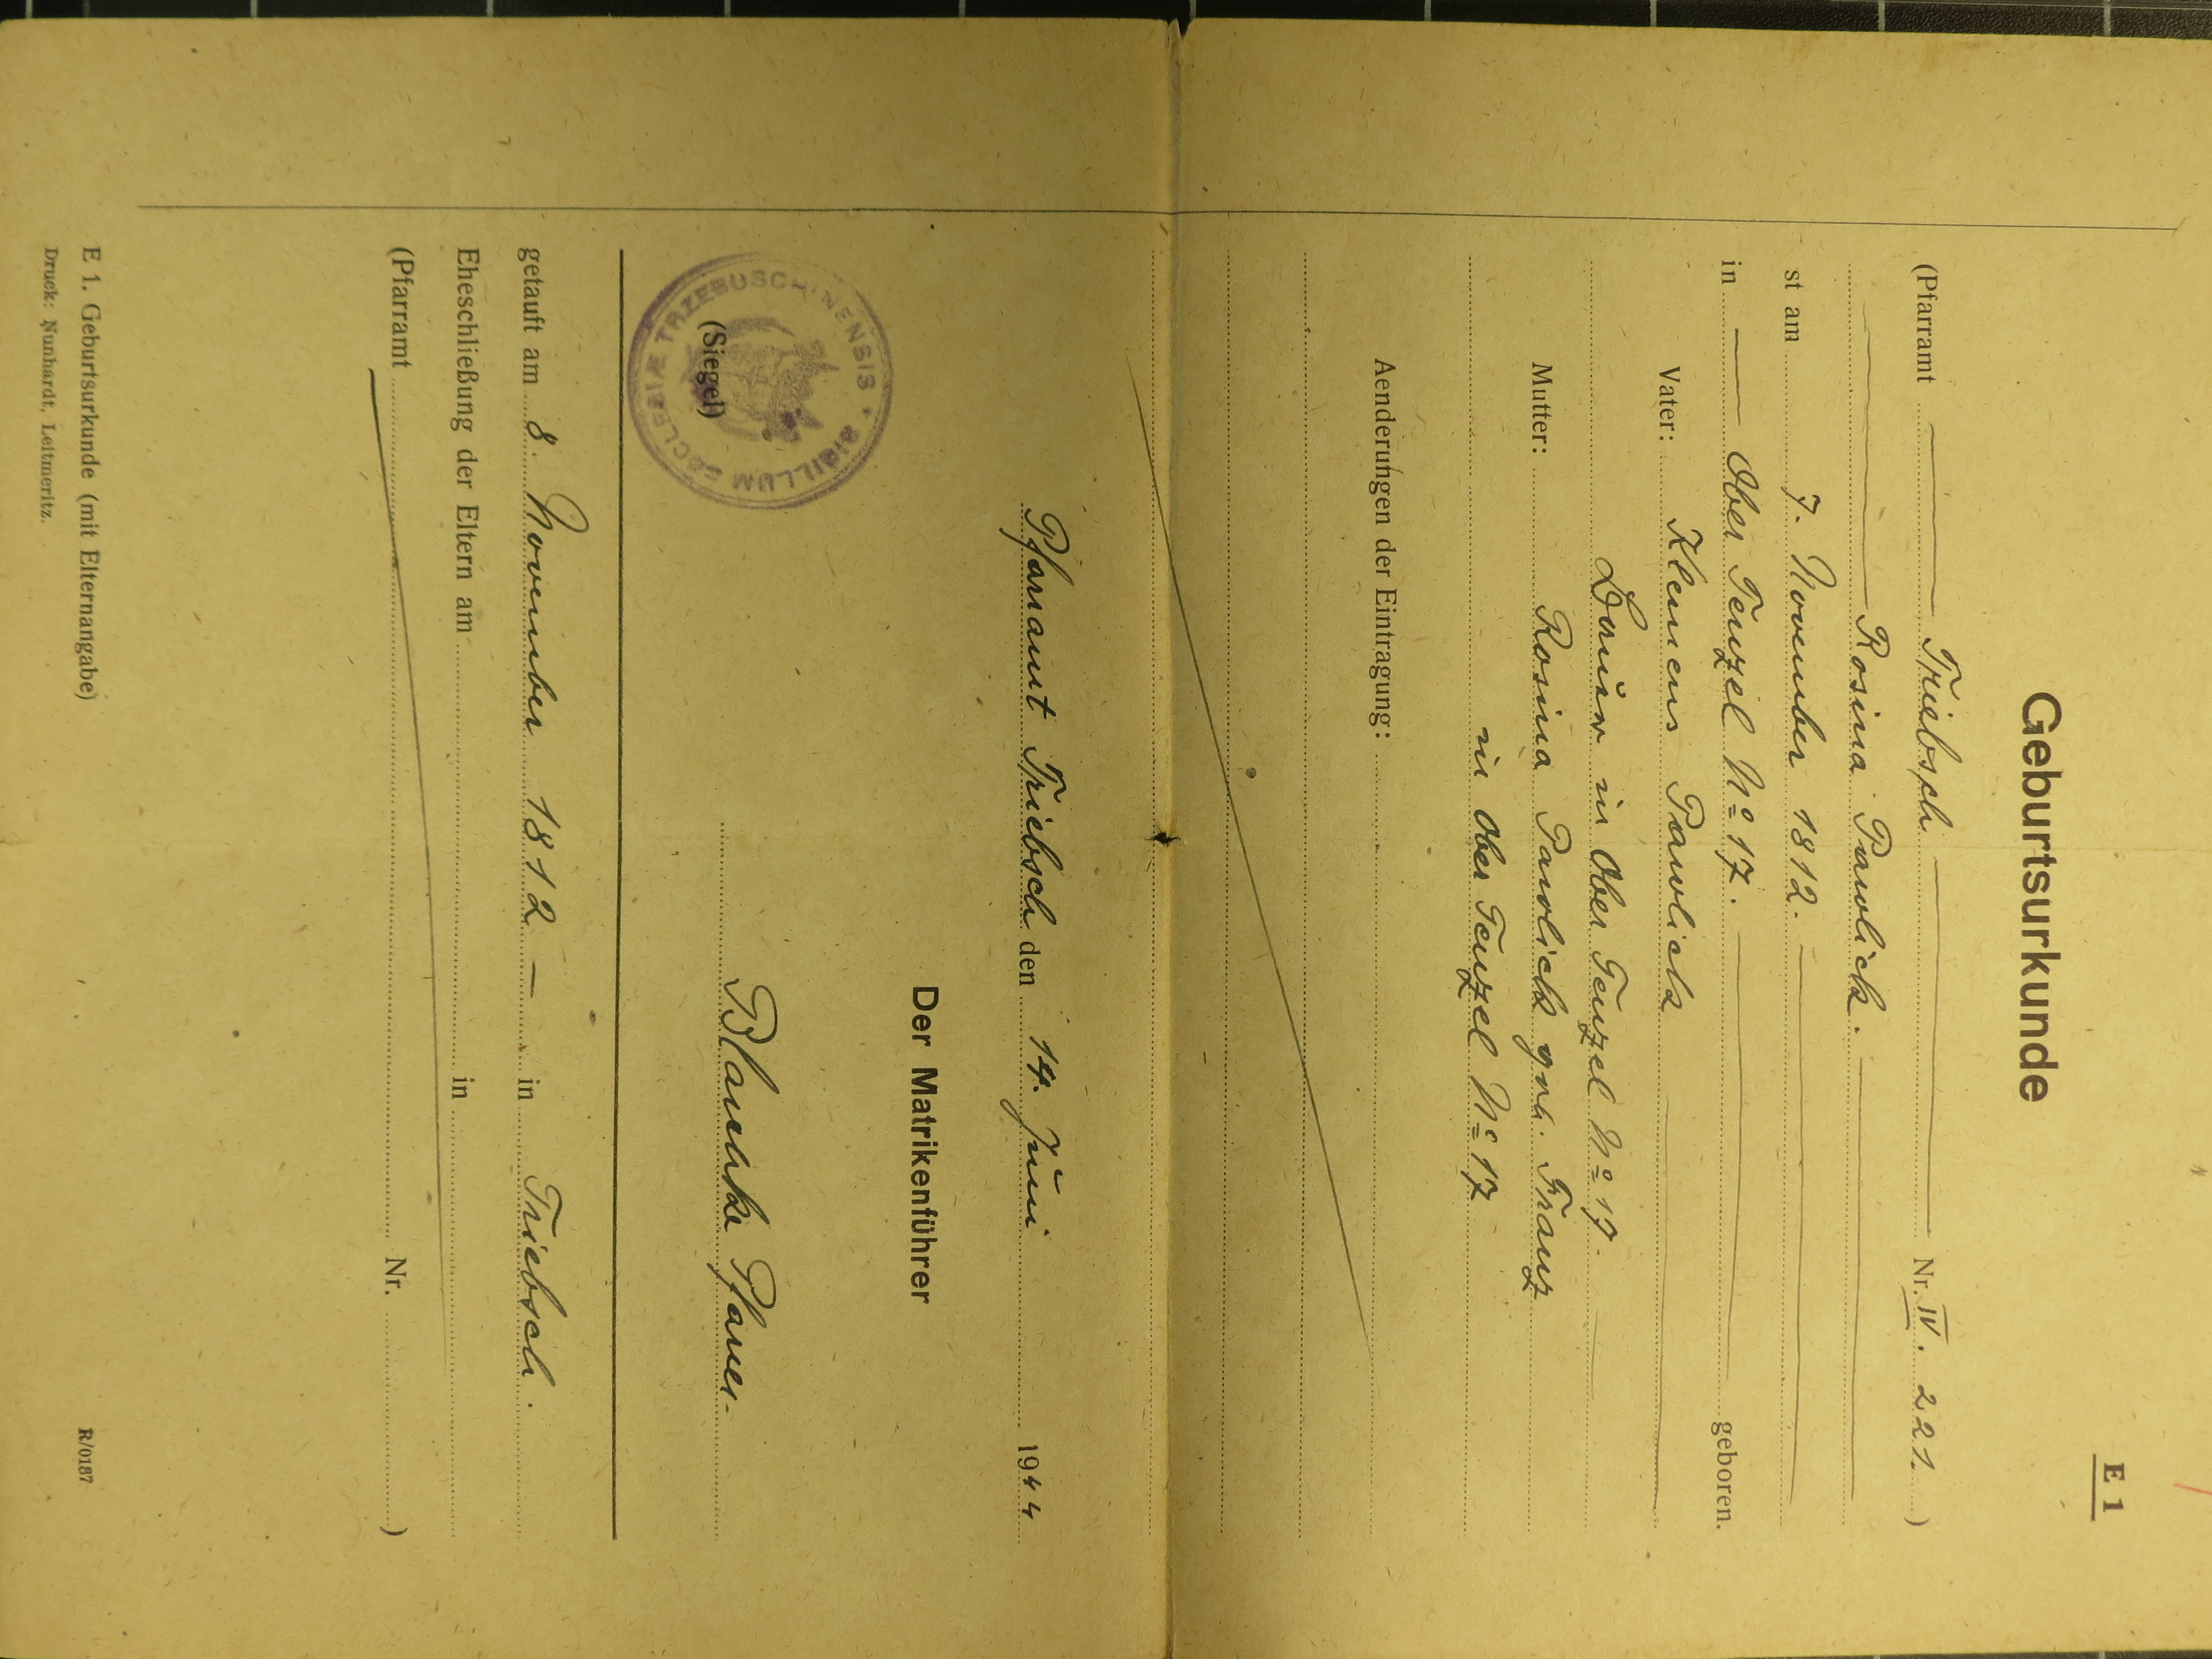 E 1
Geburtsurkunde
(Pfarramt Triebsch Nr. IV. 221. )
Rosina Pawlick.
st am 7. November 1812.
in Ober Tenzel No 17. geboren.
Vater: Klemens Pawlick
Bauer in Ober Tenzel No 17.
Mutter: Rosina Pawlick geb. Franz
in Ober Tenzel No 17
Aenderungen der Eintragung:
Pfarramt Triebsch den 14. Juni 1944
Der Matrikenführer
SIGILLUM ECCLESIÆ TRZEBUSCHINENSIS
(Siegel)
Blaschke Pfarrer.
getauft am 8. November 1812 — in Triebsch.
Eheschließung der Eltern am in
(Pfarramt Nr. )
E 1. Geburtsurkunde (mit Elternangabe) R/0187
Druck: Nunhardt, Leitmeritz.